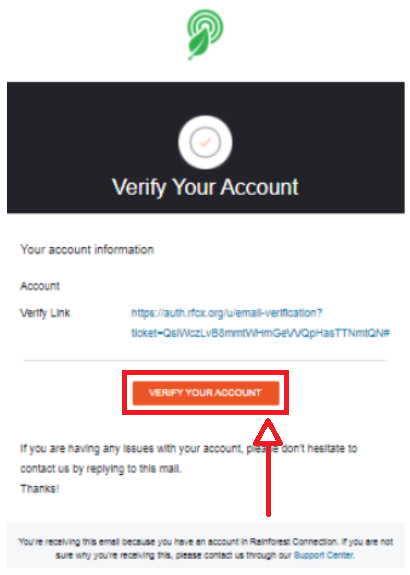 Verify Your Account
Your account information
Account
Verify Link https://auth.rfcx.org/u/email-verification?
VERIFY YOUR ACCOUNT
If you are having any issues with your account, please don't hesitate to
contact us by replying to this mail.
Thanks!
You're receiving this email because you have an account in Rainforest Connection. If you are not
sure why you're receiving this, please contact us through our Support Center.